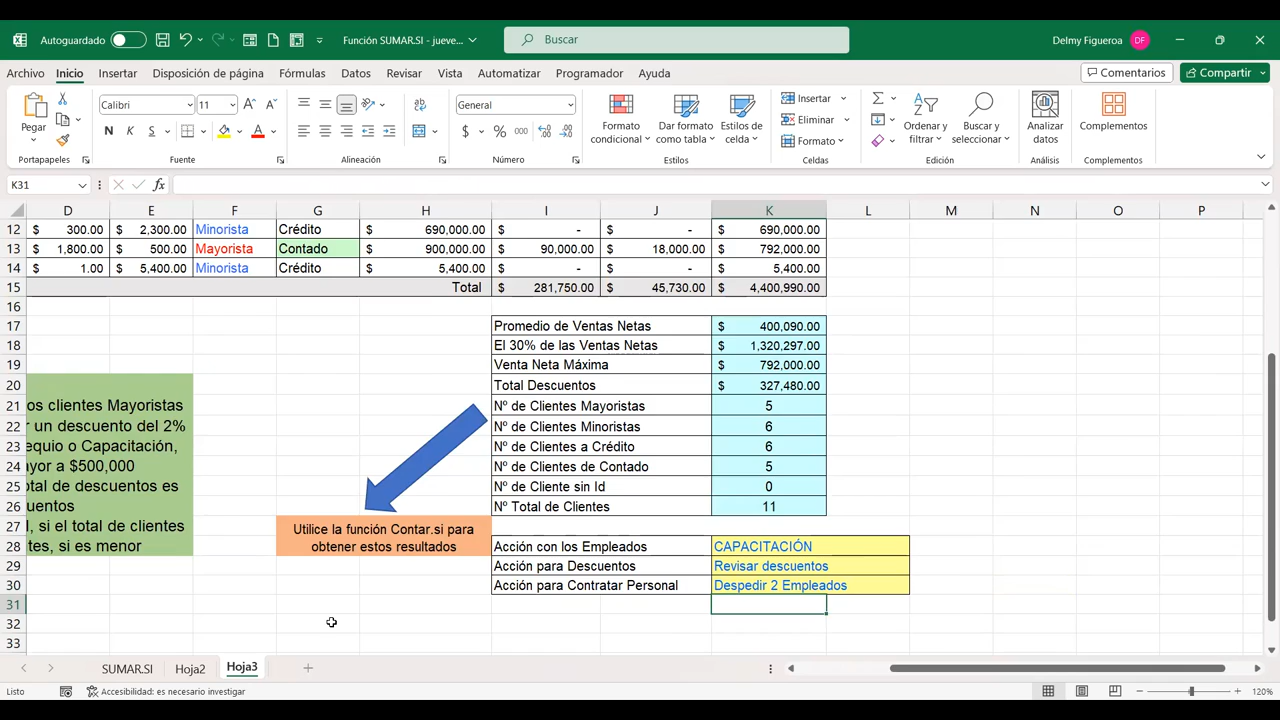 Autoguardado
Función SUMAR.SI - jueve...
Buscar
Delmy Figueroa DF
Archivo Inicio Insertar Disposición de página Fórmulas Datos Revisar Vista Automatizar Programador Ayuda Comentarios Compartir
Pegar
Calibri 11
N K S
General
$ % 000
Formato condicional
Dar formato como tabla
Estilos de celda
Insertar
Eliminar
Formato
Ordenar y filtrar
Buscar y seleccionar
Analizar datos
Complementos
Portapapeles Fuente Alineación Número Estilos Celdas Edición Análisis Complementos
K31 fx
D E F G H I J K L M N O P
12 $ 300.00 $ 2,300.00 Minorista Crédito $ 690,000.00 $ - $ - $ 690,000.00
13 $ 1,800.00 $ 500.00 Mayorista Contado $ 900,000.00 $ 90,000.00 $ 18,000.00 $ 792,000.00
14 $ 1.00 $ 5,400.00 Minorista Crédito $ 5,400.00 $ - $ - $ 5,400.00
15 Total $ 281,750.00 $ 45,730.00 $ 4,400,990.00
16
17 Promedio de Ventas Netas $ 400,090.00
18 El 30% de las Ventas Netas $ 1,320,297.00
19 Venta Neta Máxima $ 792,000.00
20 Total Descuentos $ 327,480.00
21 os clientes Mayoristas Nº de Clientes Mayoristas 5
22 r un descuento del 2% Nº de Clientes Minoristas 6
23 equio o Capacitación, Nº de Clientes a Crédito 6
24 yor a $500,000 Nº de Clientes de Contado 5
25 otal de descuentos es Nº de Cliente sin Id 0
26 uentos Nº Total de Clientes 11
27 l, si el total de clientes
28 tes, si es menor Acción con los Empleados CAPACITACIÓN
Utilice la función Contar.si para
obtener estos resultados
29 Acción para Descuentos Revisar descuentos
30 Acción para Contratar Personal Despedir 2 Empleados
31
32
33
SUMAR.SI Hoja2 Hoja3
Listo Accesibilidad: es necesario investigar 120%